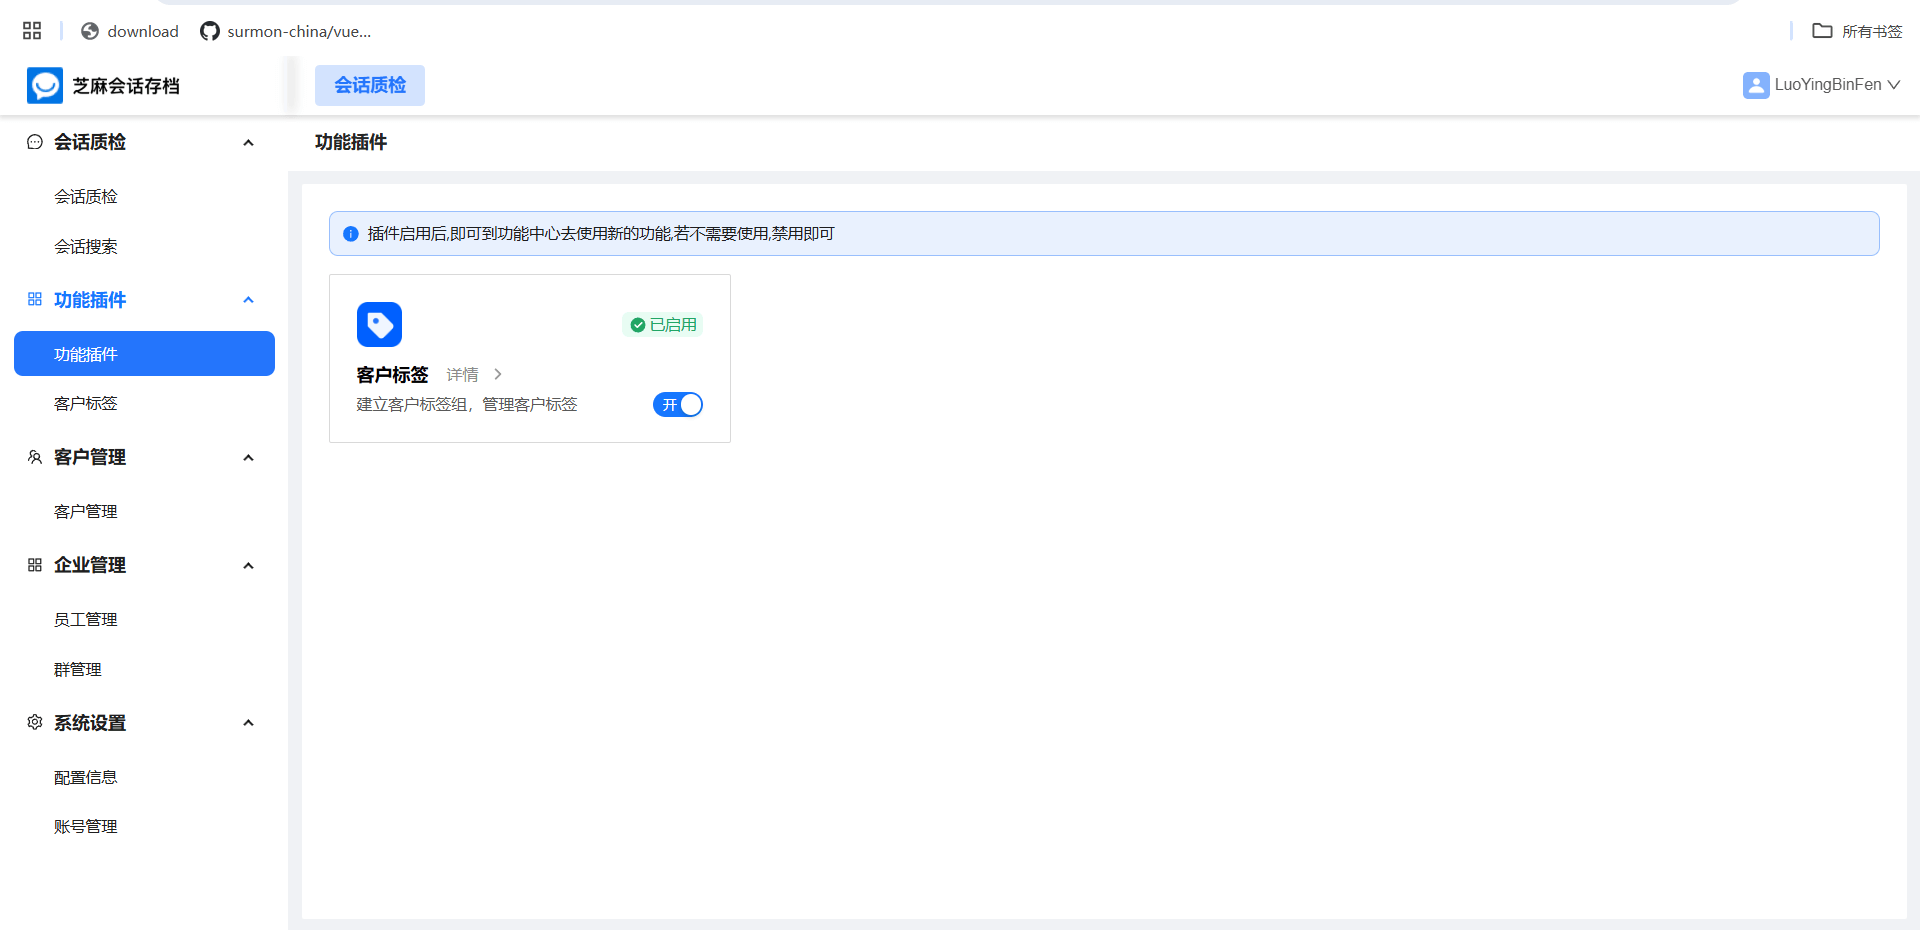 download
surmon-china/vue...
所有书签
芝麻会话存档
会话质检
LuoYingBinFen
会话质检
会话质检
会话搜索
功能插件
功能插件
客户标签
客户管理
客户管理
企业管理
员工管理
群管理
系统设置
配置信息
账号管理
功能插件
插件启用后,即可到功能中心去使用新的功能,若不需要使用,禁用即可
已启用
客户标签 详情
建立客户标签组，管理客户标签
开